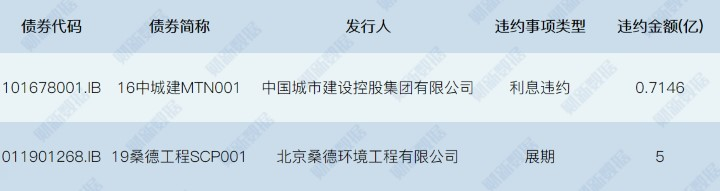 债券代码 债券简称 发行人 违约事项类型 违约金额(亿)
101678001.IB 16中城建MTN001 中国城市建设控股集团有限公司 利息违约 0.7146
011901268.IB 19桑德工程SCP001 北京桑德环境工程有限公司 展期 5